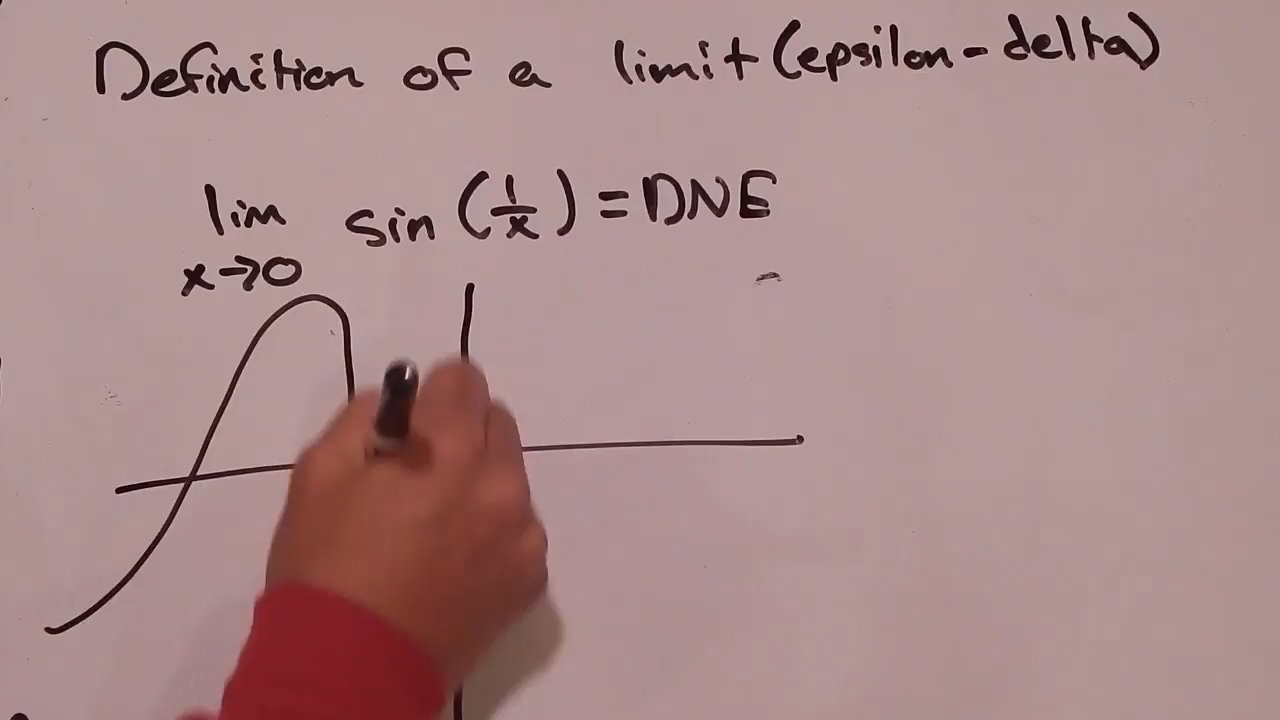 Definition of a limit (epsilon-delta)
lim sin (1/x) = DNE
x→0